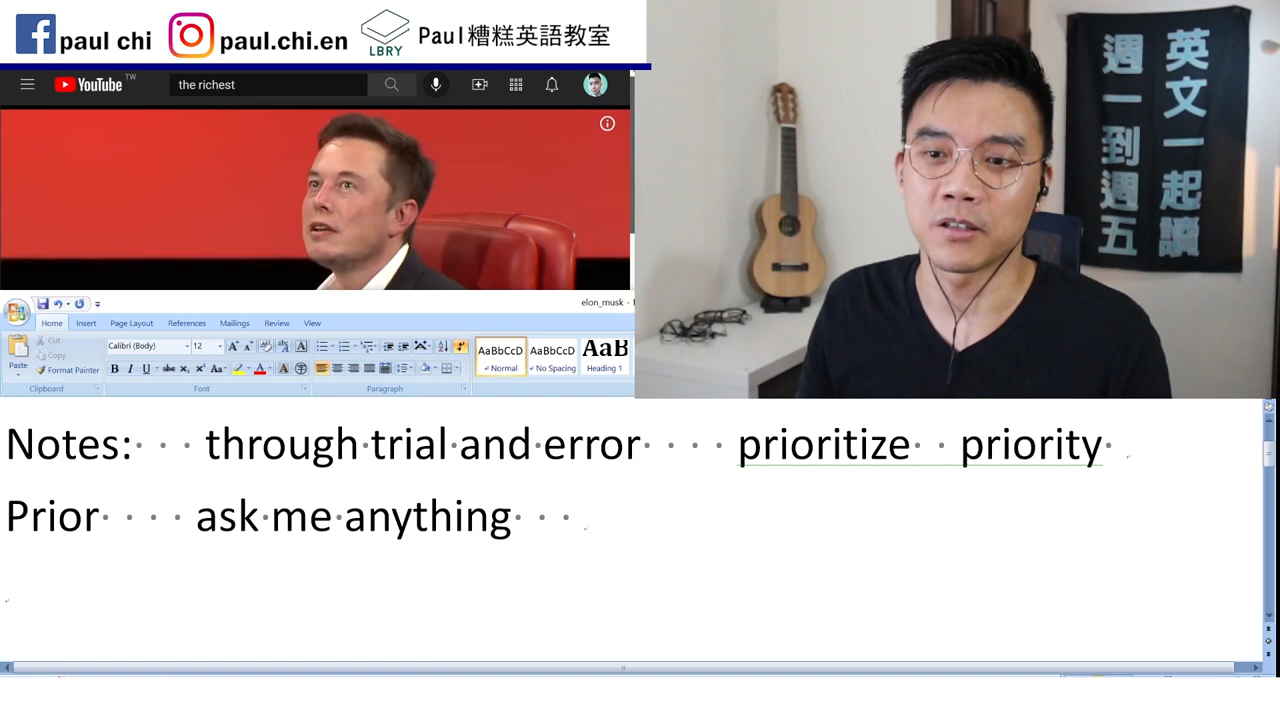 paul chi
paul.chi.en
LBRY
Paul糟糕英語教室
YouTube TW
the richest
elon_musk -
Home Insert Page Layout References Mailings Review View
Cut
Copy
Format Painter
Paste
Calibri (Body) 12
AaBbCcD AaBbCcD AaBb
Normal No Spacing Heading 1
Clipboard Font Paragraph
英文一起讀
週一到週五
Notes: through trial and error prioritize priority
Prior ask me anything